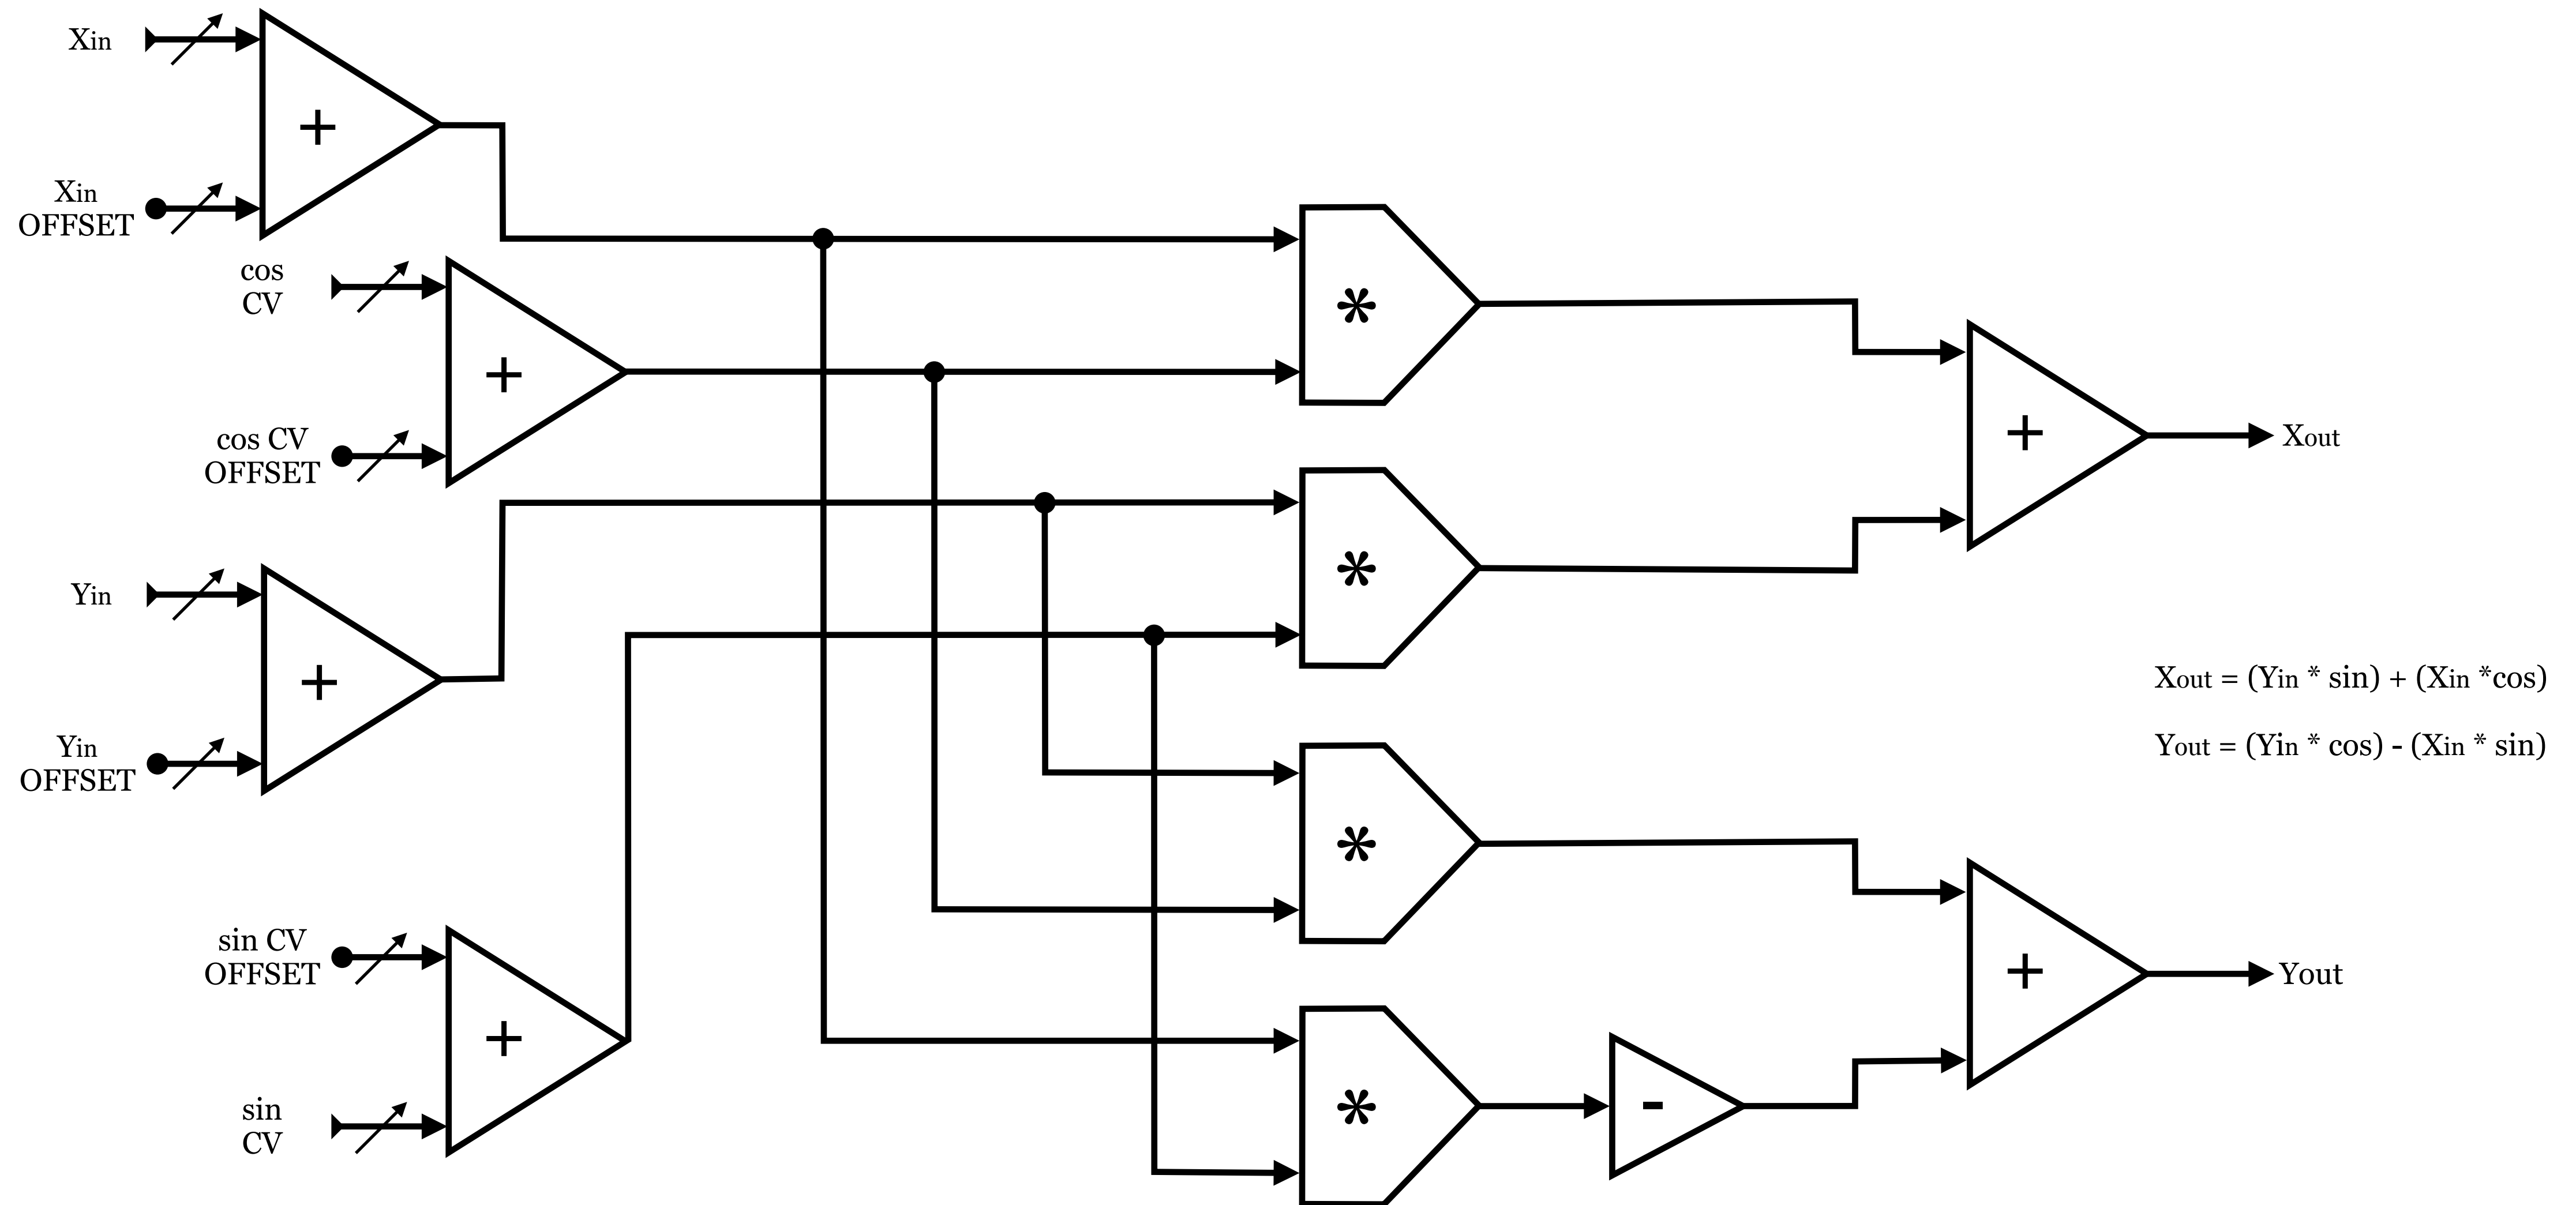 Xin
+
Xin
OFFSET
cos
CV
+
cos CV
OFFSET
*
+
Xout
*
Yin
+
Yin
OFFSET
Xout = (Yin * sin) + (Xin *cos)
Yout = (Yin * cos) - (Xin * sin)
*
sin CV
OFFSET
+
sin
CV
+
Yout
*
-